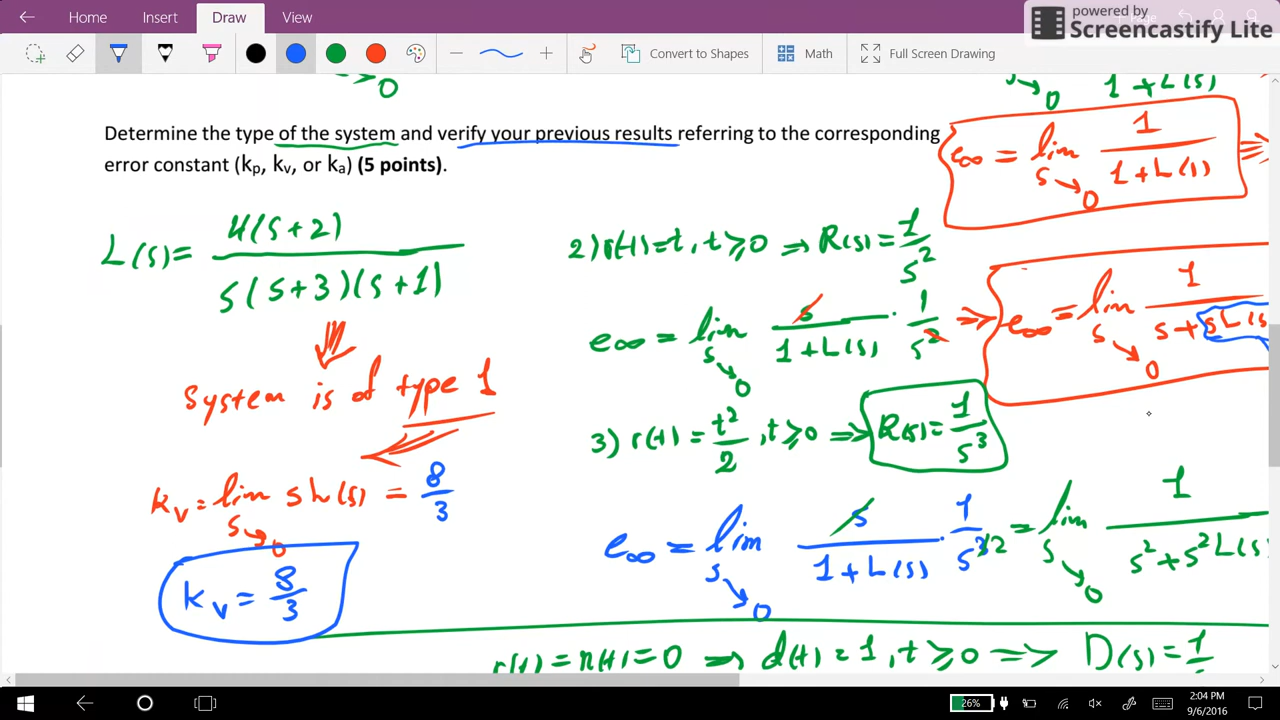 Home Insert Draw View
powered by
Screencastify Lite
Convert to Shapes Math Full Screen Drawing
0
Determine the type of the system and verify your previous results referring to the corresponding
error constant (kp, kv, or ka) (5 points).
L(s) = 4(s+2) / s(s+3)(s+1)
System is of type 1
kv = lim s→0 sL(s) = 8/3
kv = 8/3
s→0 1+L(s)
e∞ = lim s→0 1 / 1+L(s) ⇒
2) r(t)=t, t≥0 ⇒ R(s)=1/s²
e∞ = lim s→0 s / 1+L(s) · 1/s² ⇒ e∞ = lim s→0 1 / s+sL(s
3) r(t)=t²/2, t≥0 ⇒ R(s)=1/s³
e∞ = lim s→0 s / 1+L(s) · 1/s³ 2 = lim s→0 1 / s²+s²L(s
r(t)=n(t)=0 ⇒ d(t)=1, t≥0 ⇒ D(s)=1/
26% 2:04 PM
9/6/2016